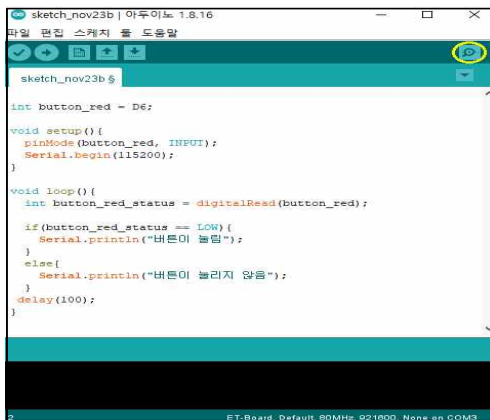 sketch_nov23b | 아두이노 1.8.16
파일 편집 스케치 툴 도움말
sketch_nov23b §
int button_red = D6;
void setup(){
pinMode(button_red, INPUT);
Serial.begin(115200);
}
void loop(){
int button_red_status = digitalRead(button_red);
if(button_red_status == LOW){
Serial.println("버튼이 눌림");
}
else{
Serial.println("버튼이 눌리지 않음");
}
delay(100);
}
2 ET-Board, Default, 80MHz, 921600, None on COM3